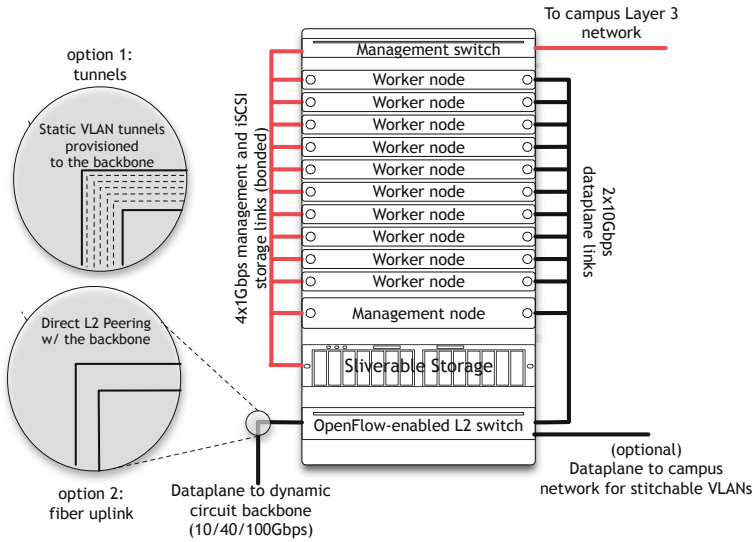 To campus Layer 3
network
option 1:
tunnels
Static VLAN tunnels
provisioned
to the backbone
Direct L2 Peering
w/ the backbone
option 2:
fiber uplink
4x1Gbps management and iSCSI
storage links (bonded)
Management switch
Worker node
Worker node
Worker node
Worker node
Worker node
Worker node
Worker node
Worker node
Worker node
Worker node
Management node
Sliverable Storage
OpenFlow-enabled L2 switch
2x10Gbps
dataplane links
Dataplane to dynamic
circuit backbone
(10/40/100Gbps)
(optional)
Dataplane to campus
network for stitchable VLANs